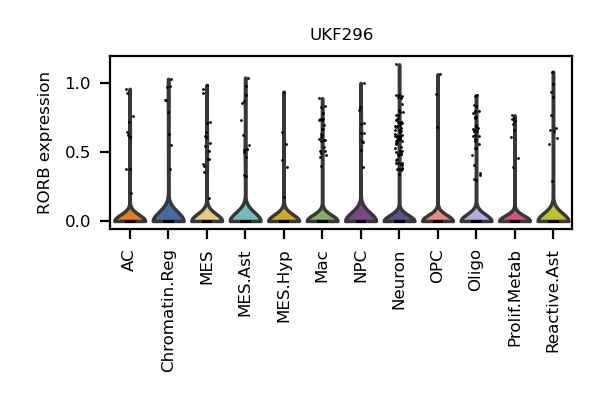 UKF296
RORB expression
1.0
0.5
0.0
AC
Chromatin.Reg
MES
MES.Ast
MES.Hyp
Mac
NPC
Neuron
OPC
Oligo
Prolif.Metab
Reactive.Ast